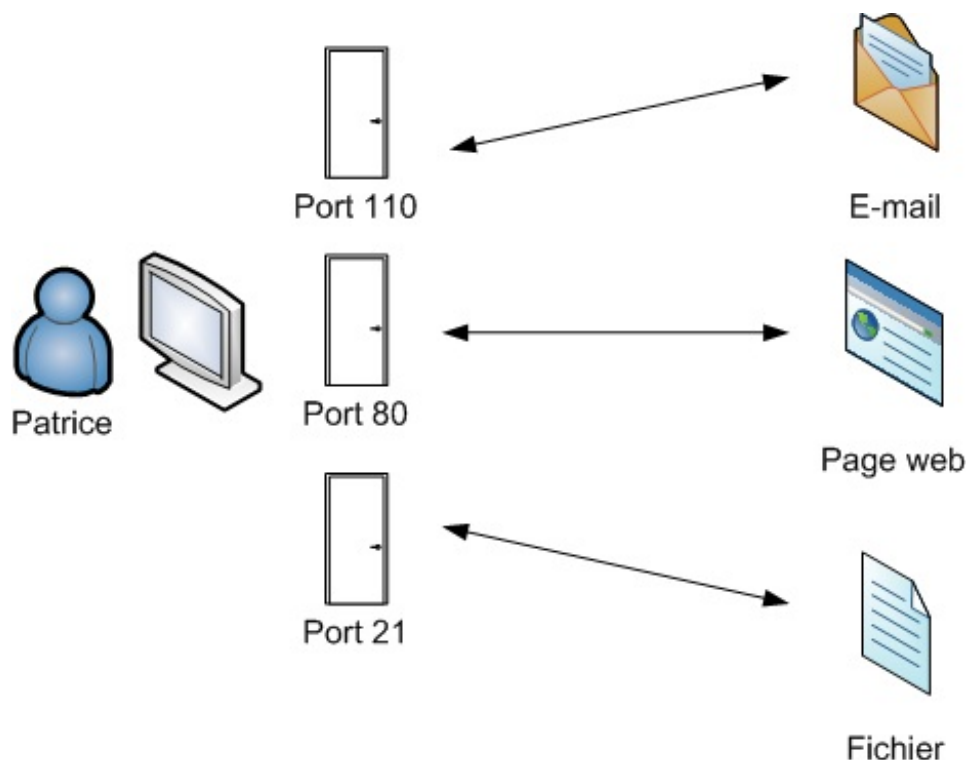 Port 110
E-mail
Patrice
Port 80
Page web
Port 21
Fichier